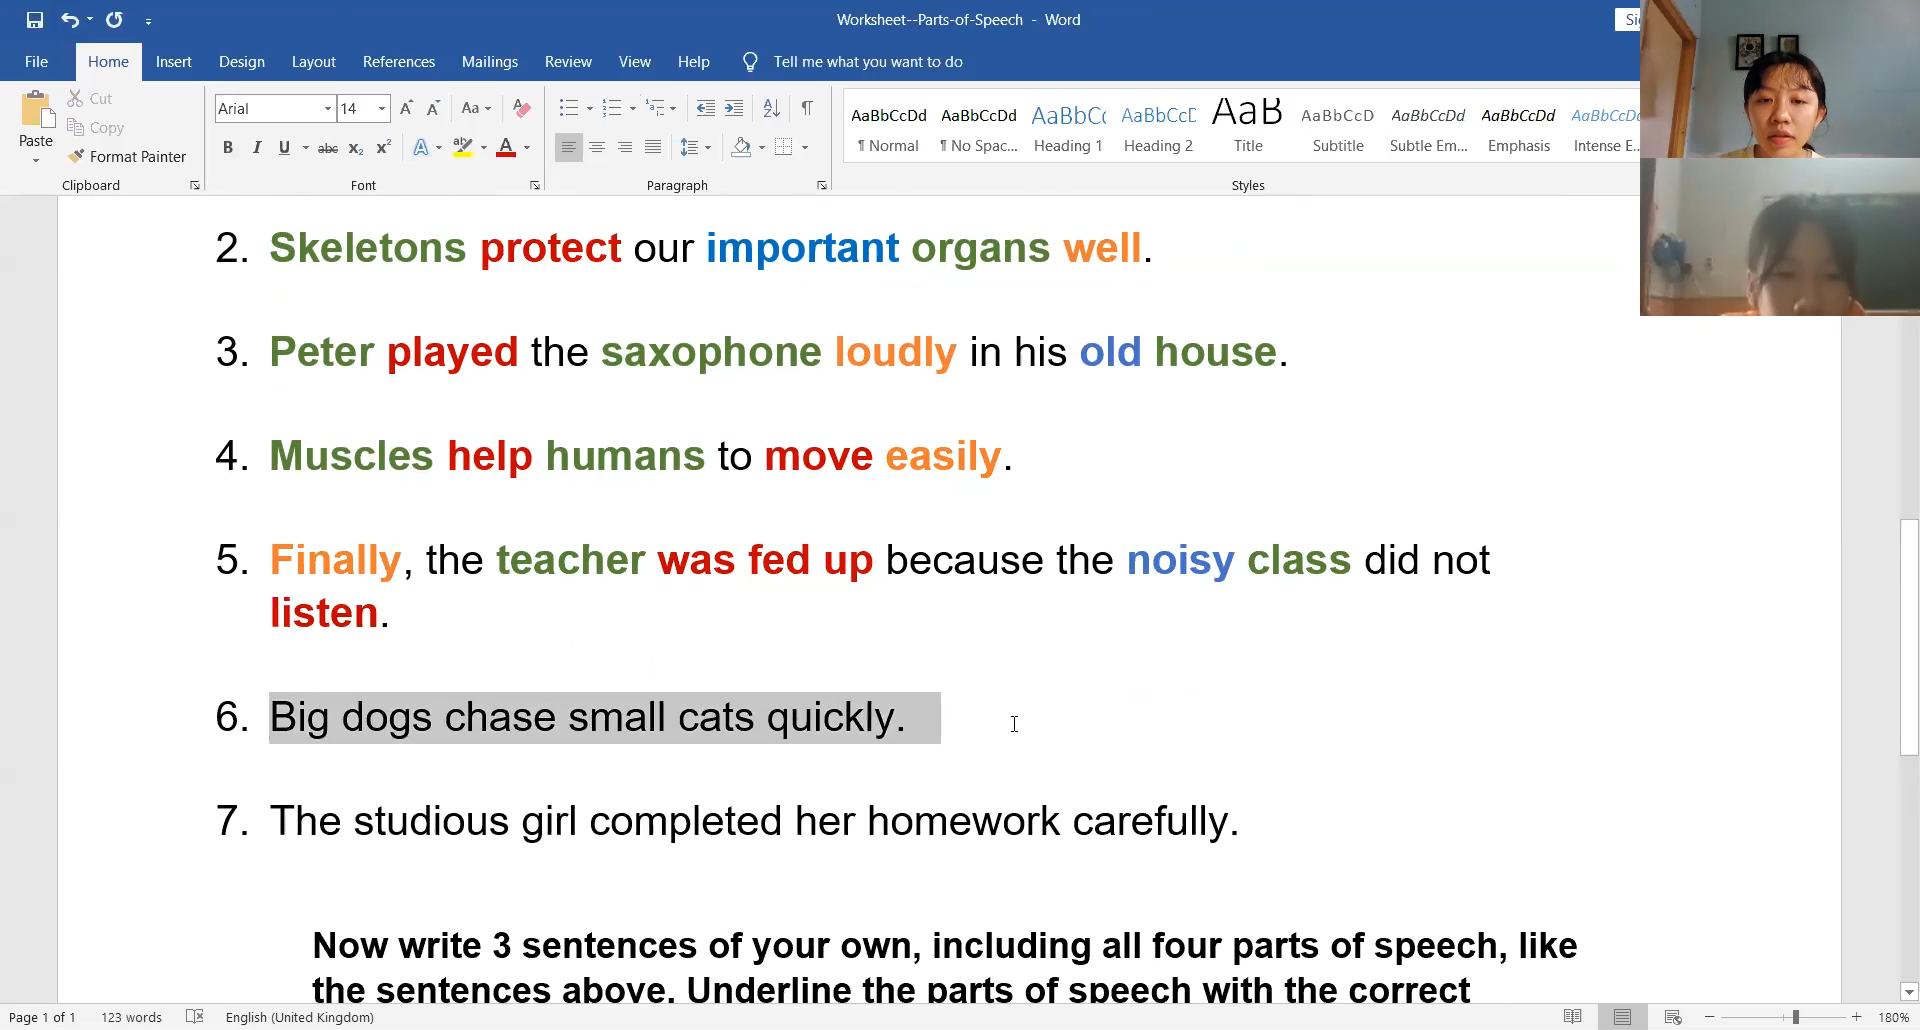 Worksheet--Parts-of-Speech - Word
File Home Insert Design Layout References Mailings Review View Help Tell me what you want to do
Paste Cut Copy Format Painter Clipboard
Arial 14 Aa
B I U abc x₂ x² A A
Font
Paragraph
AaBbCcDd AaBbCcDd AaBbCc AaBbCcD AaB AaBbCcD AaBbCcDd AaBbCcDd AaBbCcDd
¶ Normal ¶ No Spac... Heading 1 Heading 2 Title Subtitle Subtle Em... Emphasis Intense E...
Styles
2. Skeletons protect our important organs well.
3. Peter played the saxophone loudly in his old house.
4. Muscles help humans to move easily.
5. Finally, the teacher was fed up because the noisy class did not
listen.
6. Big dogs chase small cats quickly.
7. The studious girl completed her homework carefully.
Now write 3 sentences of your own, including all four parts of speech, like
the sentences above. Underline the parts of speech with the correct
Page 1 of 1 123 words English (United Kingdom) 180%